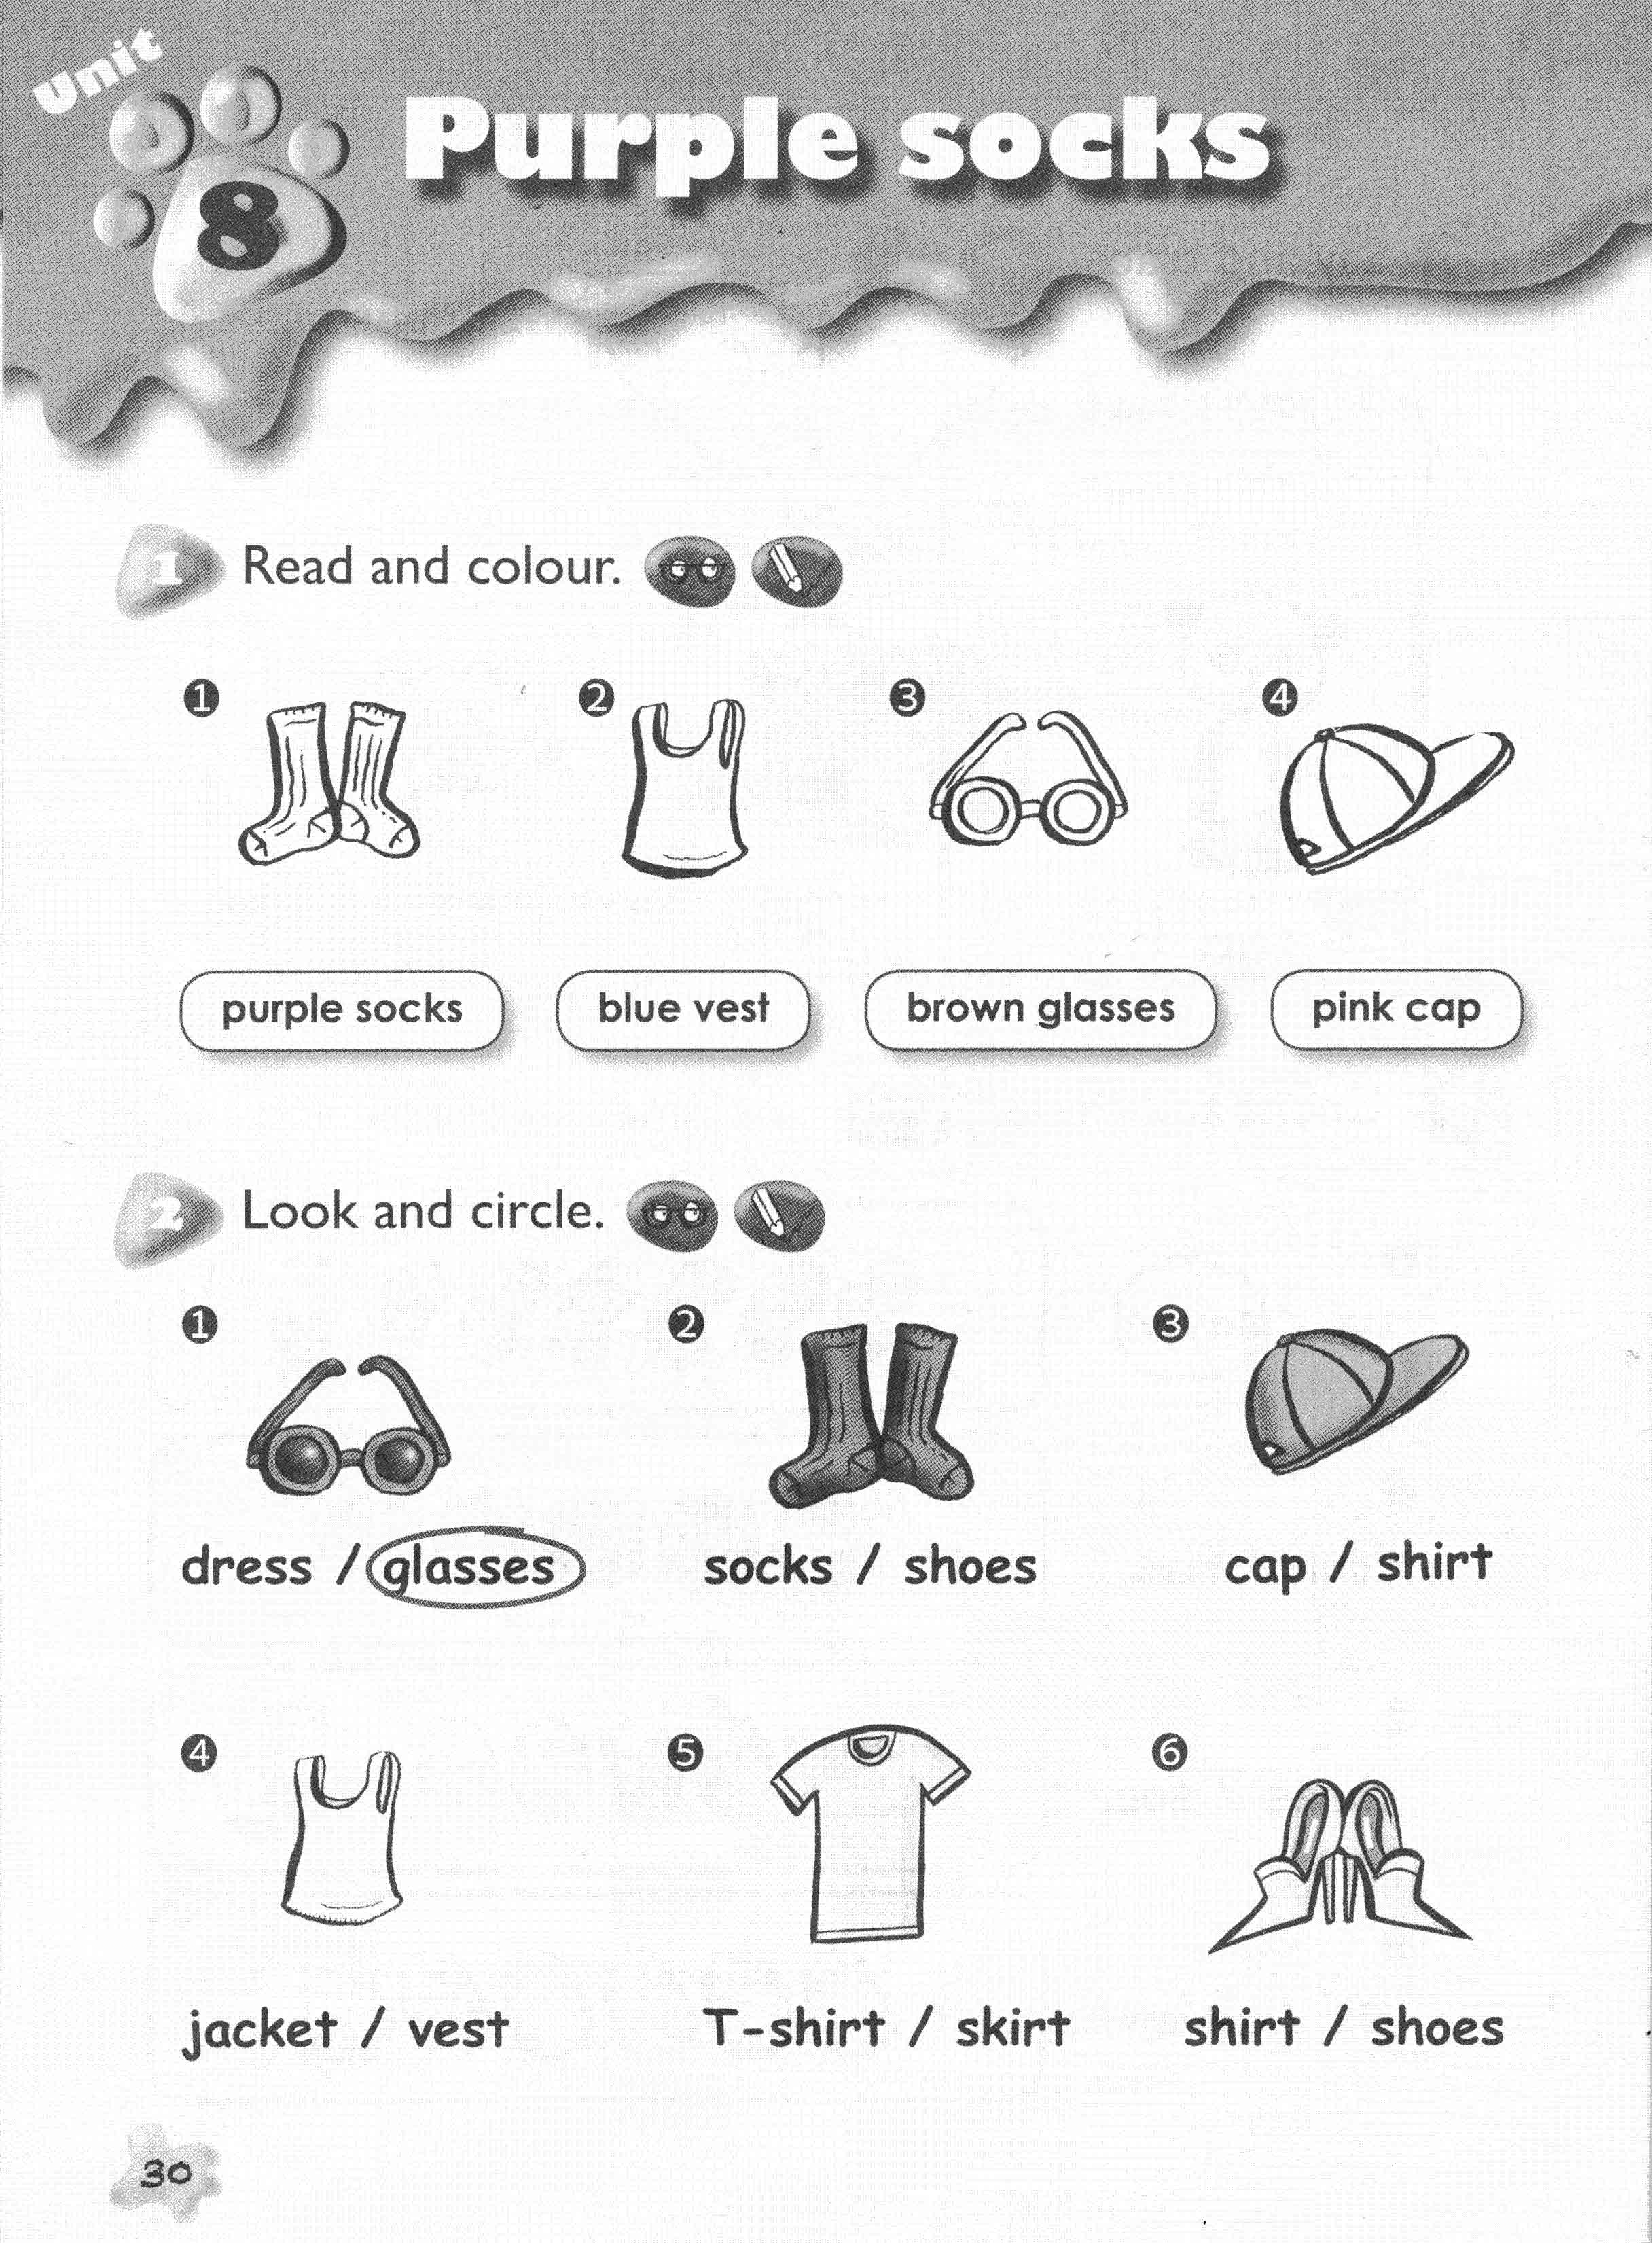 Unit
8
Purple socks
1 Read and colour.
1 2 3 4
purple socks blue vest brown glasses pink cap
2 Look and circle.
1 2 3
dress / glasses socks / shoes cap / shirt
4 5 6
jacket / vest T-shirt / skirt shirt / shoes
30